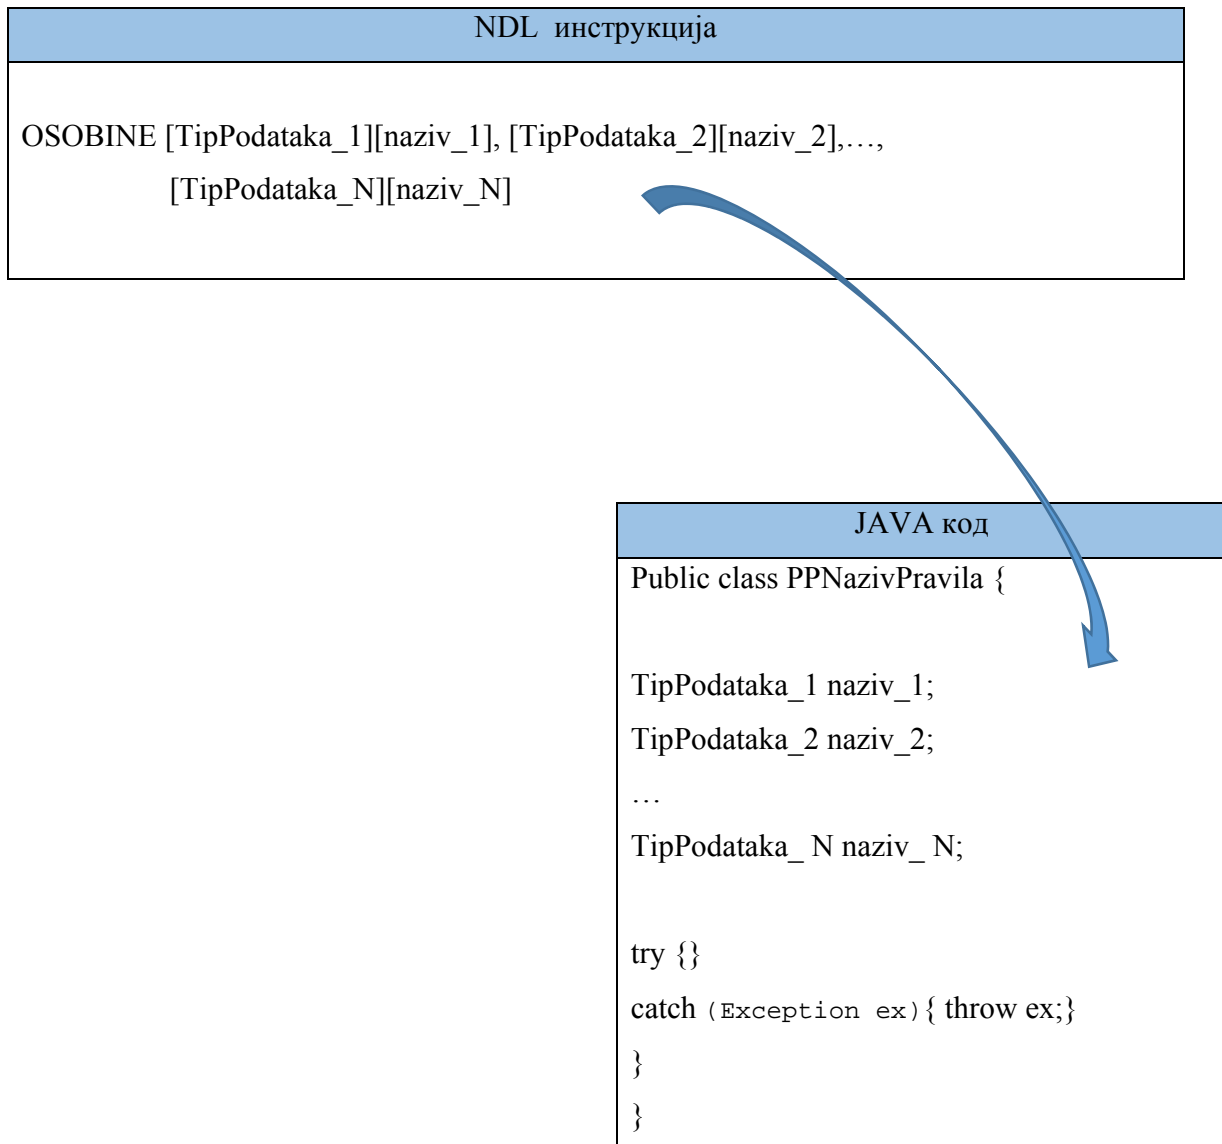 NDL инструкција
OSOBINE [TipPodataka_1][naziv_1], [TipPodataka_2][naziv_2],…,
[TipPodataka_N][naziv_N]
JAVA код
Public class PPNazivPravila {
TipPodataka_1 naziv_1;
TipPodataka_2 naziv_2;
…
TipPodataka_ N naziv_ N;
try {}
catch (Exception ex){ throw ex;}
}
}